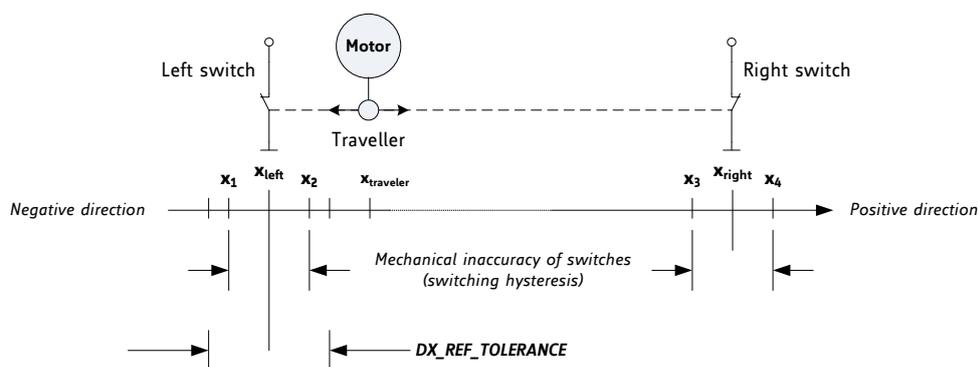 Motor
Left switch
Right switch
Traveller
x1
xleft
x2
xtraveler
x3
xright
x4
Negative direction
Positive direction
Mechanical inaccuracy of switches
(switching hysteresis)
DX_REF_TOLERANCE